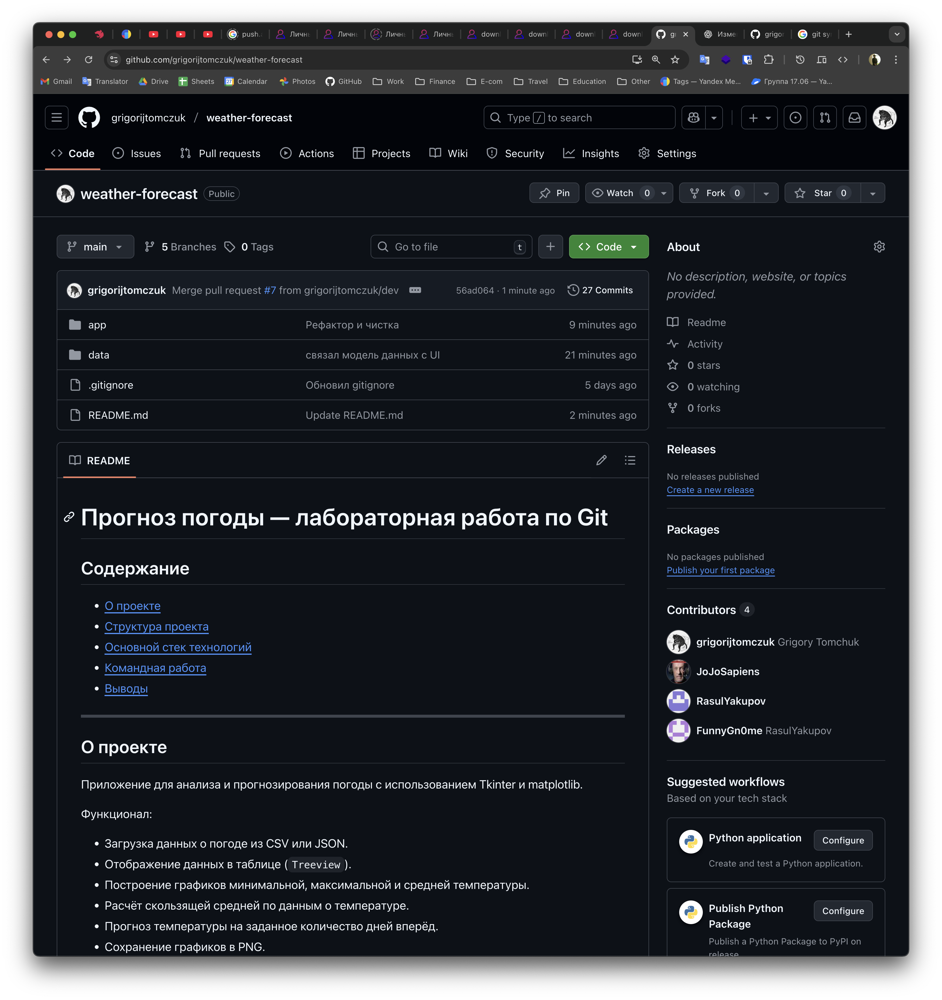 push.a
Личнь
Личнь
Личнь
Личнь
down
down
down
down
gi
Изме
grigor
git sy
github.com/grigorijtomczuk/weather-forecast
Gmail
Translator
Drive
Sheets
Calendar
Photos
GitHub
Work
Finance
E-com
Travel
Education
Other
Tags — Yandex Me...
Группа 17.06 — Ya...
grigorijtomczuk / weather-forecast
Type / to search
Code
Issues
Pull requests
Actions
Projects
Wiki
Security
Insights
Settings
weather-forecast Public
Pin
Watch 0
Fork 0
Star 0
main
5 Branches
0 Tags
Go to file t
Code
grigorijtomczuk Merge pull request #7 from grigorijtomczuk/dev
56ad064 · 1 minute ago
27 Commits
app Рефактор и чистка 9 minutes ago
data связал модель данных с UI 21 minutes ago
.gitignore Обновил gitignore 5 days ago
README.md Update README.md 2 minutes ago
README
Прогноз погоды — лабораторная работа по Git
Содержание
О проекте
Структура проекта
Основной стек технологий
Командная работа
Выводы
О проекте
Приложение для анализа и прогнозирования погоды с использованием Tkinter и matplotlib.
Функционал:
Загрузка данных о погоде из CSV или JSON.
Отображение данных в таблице ( Treeview ).
Построение графиков минимальной, максимальной и средней температуры.
Расчёт скользящей средней по данным о температуре.
Прогноз температуры на заданное количество дней вперёд.
Сохранение графиков в PNG.
About
No description, website, or topics
provided.
Readme
Activity
0 stars
0 watching
0 forks
Releases
No releases published
Create a new release
Packages
No packages published
Publish your first package
Contributors 4
grigorijtomczuk Grigory Tomchuk
JoJoSapiens
RasulYakupov
FunnyGn0me RasulYakupov
Suggested workflows
Based on your tech stack
Python application
Configure
Create and test a Python application.
Publish Python
Package
Configure
Publish a Python Package to PyPI on
release.